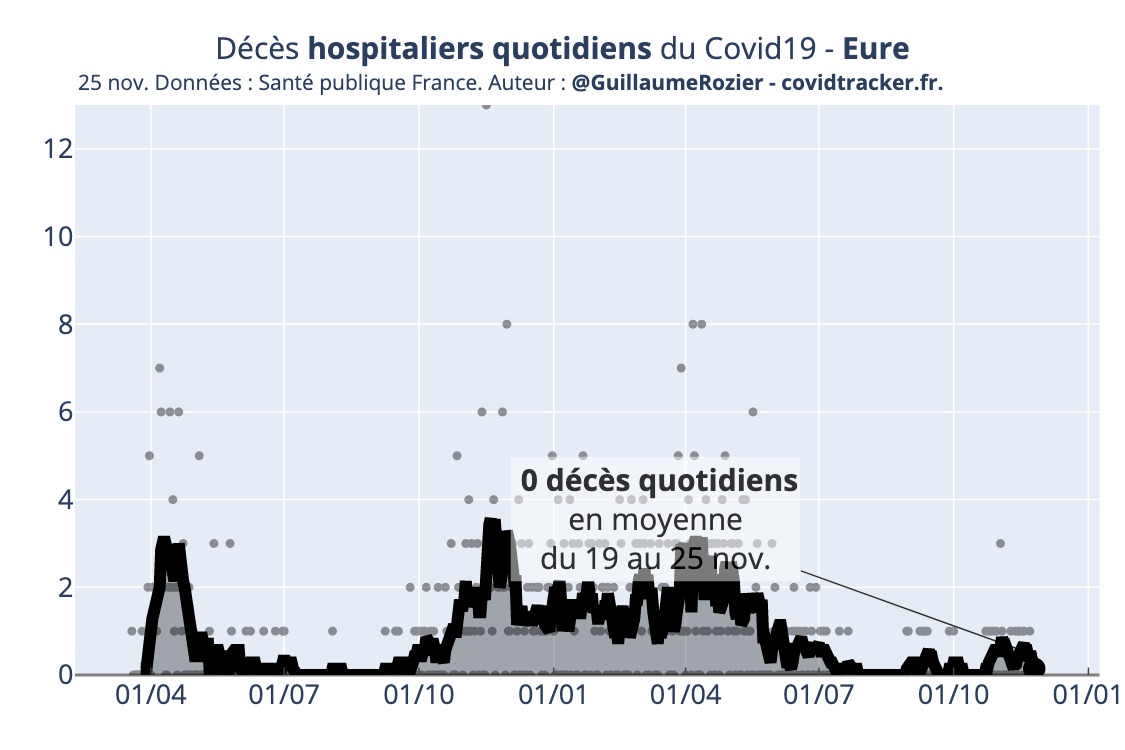 Décès hospitaliers quotidiens du Covid19 - Eure
25 nov. Données : Santé publique France. Auteur : @GuillaumeRozier - covidtracker.fr.
12
10
8
6
4
2
0
0 décès quotidiens
en moyenne
du 19 au 25 nov.
01/04 01/07 01/10 01/01 01/04 01/07 01/10 01/01